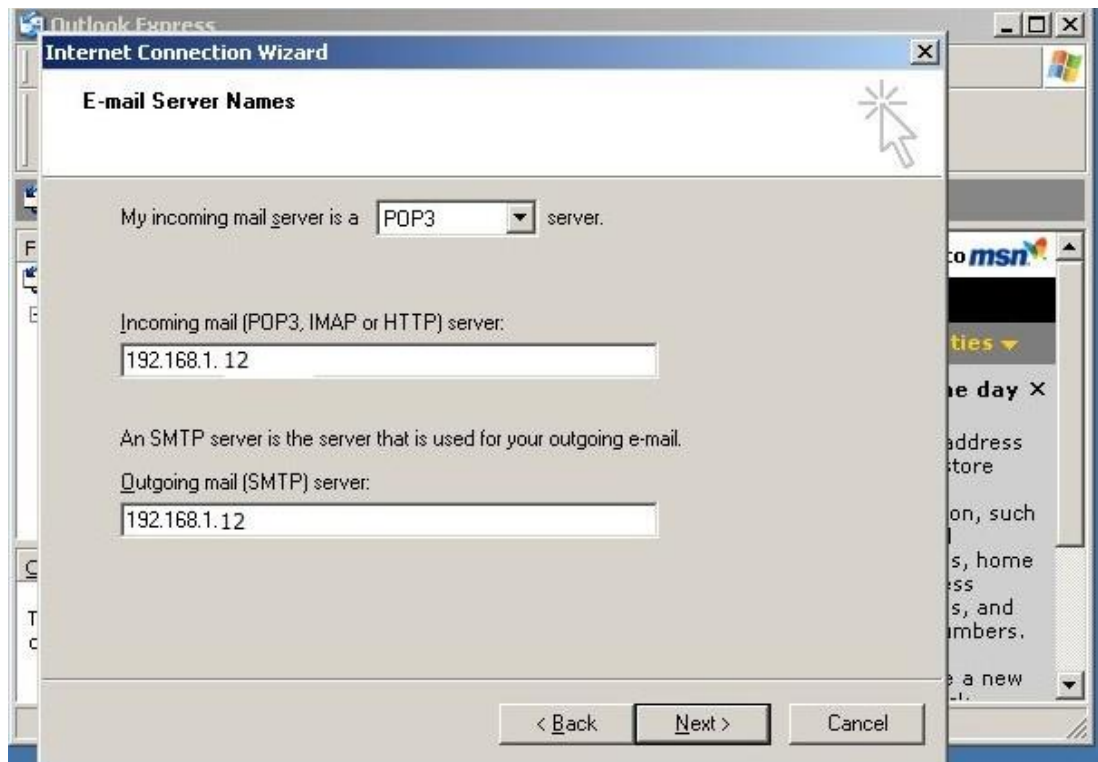 Outlook Express
Internet Connection Wizard
E-mail Server Names
My incoming mail server is a POP3 server.
Incoming mail (POP3, IMAP or HTTP) server:
192.168.1. 12
An SMTP server is the server that is used for your outgoing e-mail.
Outgoing mail (SMTP) server:
192.168.1.12
< Back Next > Cancel
to msn
ties
day ×
address
store
on, such
s, home
ess
s, and
umbers.
a new